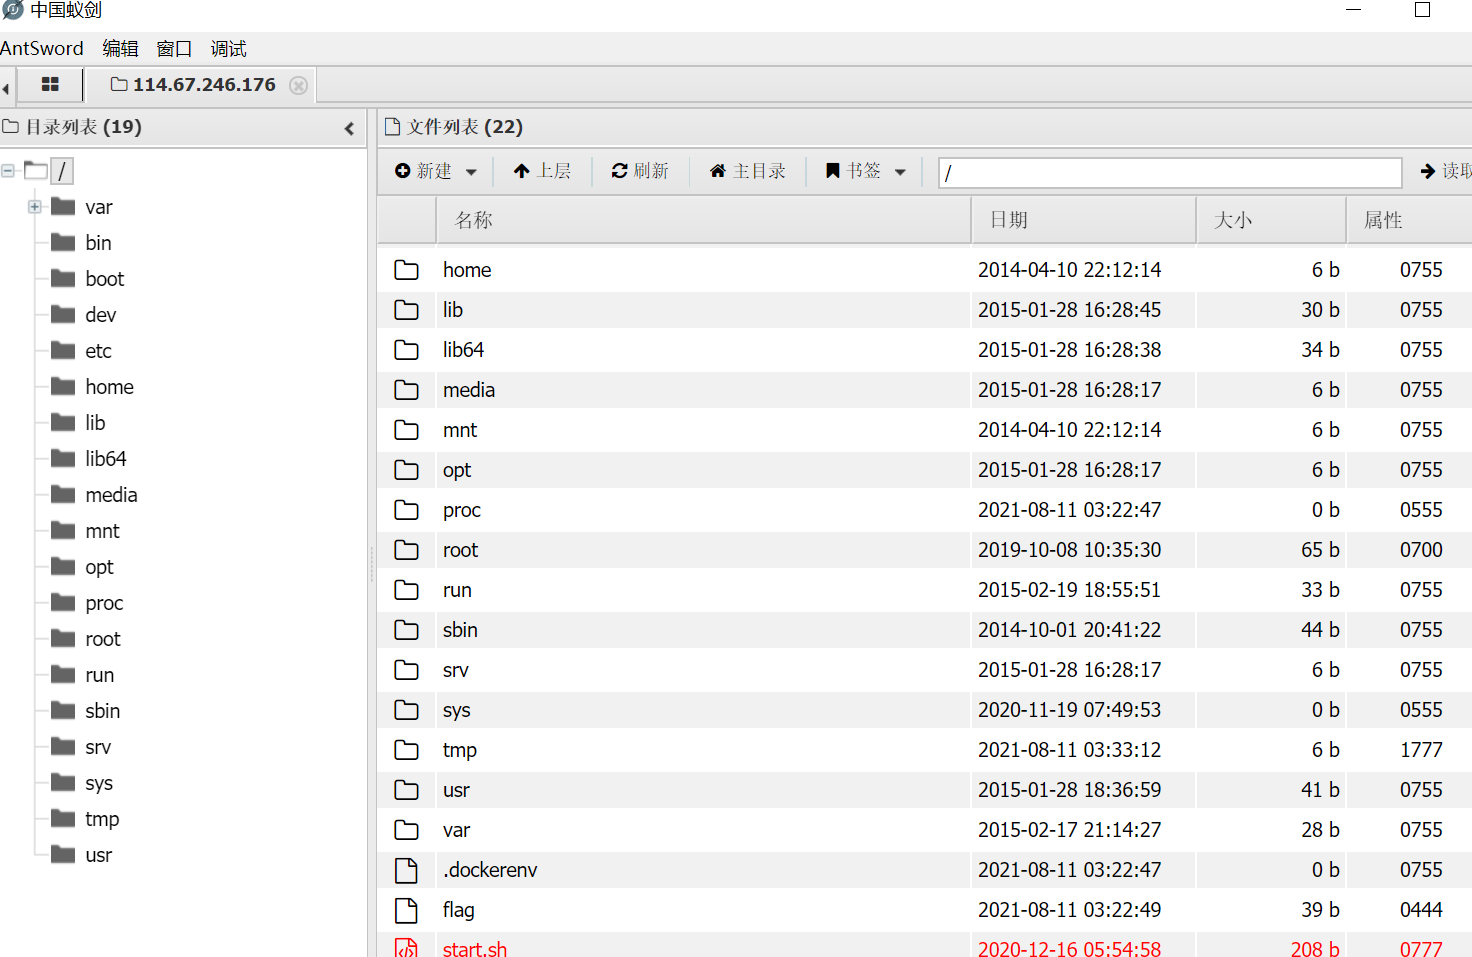 中国蚁剑
AntSword 编辑 窗口 调试
114.67.246.176
目录列表 (19)
/
var
bin
boot
dev
etc
home
lib
lib64
media
mnt
opt
proc
root
run
sbin
srv
sys
tmp
usr
文件列表 (22)
新建 上层 刷新 主目录 书签 / 读取
名称 日期 大小 属性
home 2014-04-10 22:12:14 6 b 0755
lib 2015-01-28 16:28:45 30 b 0755
lib64 2015-01-28 16:28:38 34 b 0755
media 2015-01-28 16:28:17 6 b 0755
mnt 2014-04-10 22:12:14 6 b 0755
opt 2015-01-28 16:28:17 6 b 0755
proc 2021-08-11 03:22:47 0 b 0555
root 2019-10-08 10:35:30 65 b 0700
run 2015-02-19 18:55:51 33 b 0755
sbin 2014-10-01 20:41:22 44 b 0755
srv 2015-01-28 16:28:17 6 b 0755
sys 2020-11-19 07:49:53 0 b 0555
tmp 2021-08-11 03:33:12 6 b 1777
usr 2015-01-28 18:36:59 41 b 0755
var 2015-02-17 21:14:27 28 b 0755
.dockerenv 2021-08-11 03:22:47 0 b 0755
flag 2021-08-11 03:22:49 39 b 0444
start.sh 2020-12-16 05:54:58 208 b 0777